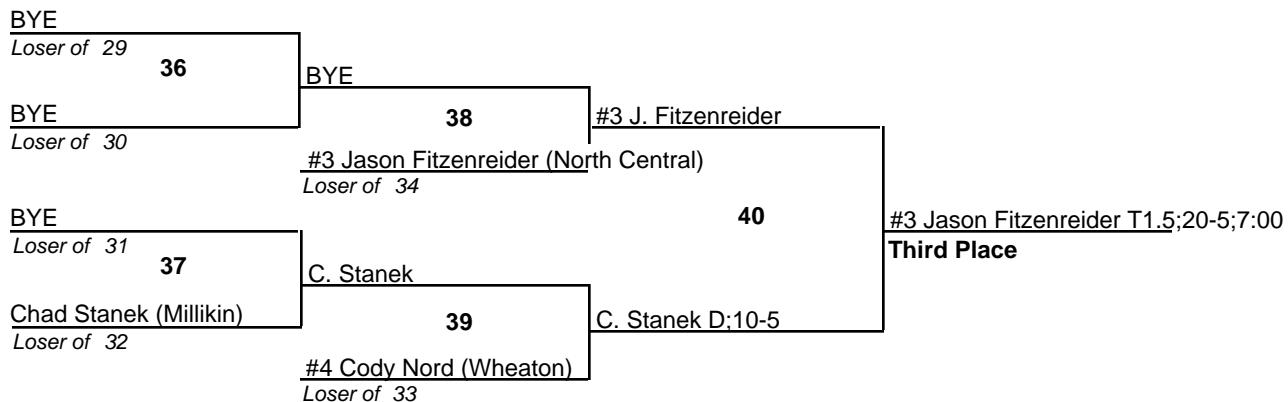 BYE
Loser of 29
36
BYE
BYE
Loser of 30
38
#3 J. Fitzenreider
#3 Jason Fitzenreider (North Central)
Loser of 34
BYE
Loser of 31
37
C. Stanek
Chad Stanek (Millikin)
Loser of 32
39
C. Stanek D;10-5
#4 Cody Nord (Wheaton)
Loser of 33
40
#3 Jason Fitzenreider T1.5;20-5;7:00
Third Place